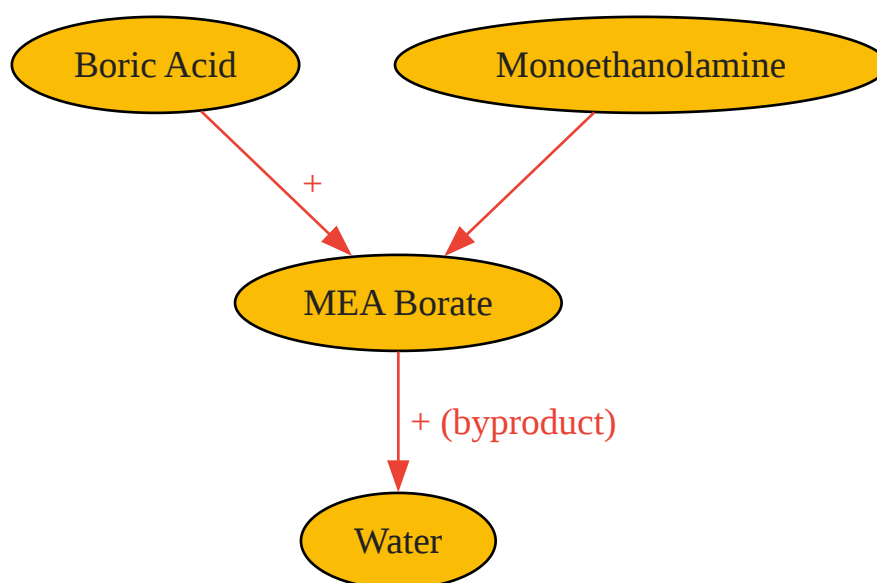 Boric Acid
Monoethanolamine
+
MEA Borate
+ (byproduct)
Water